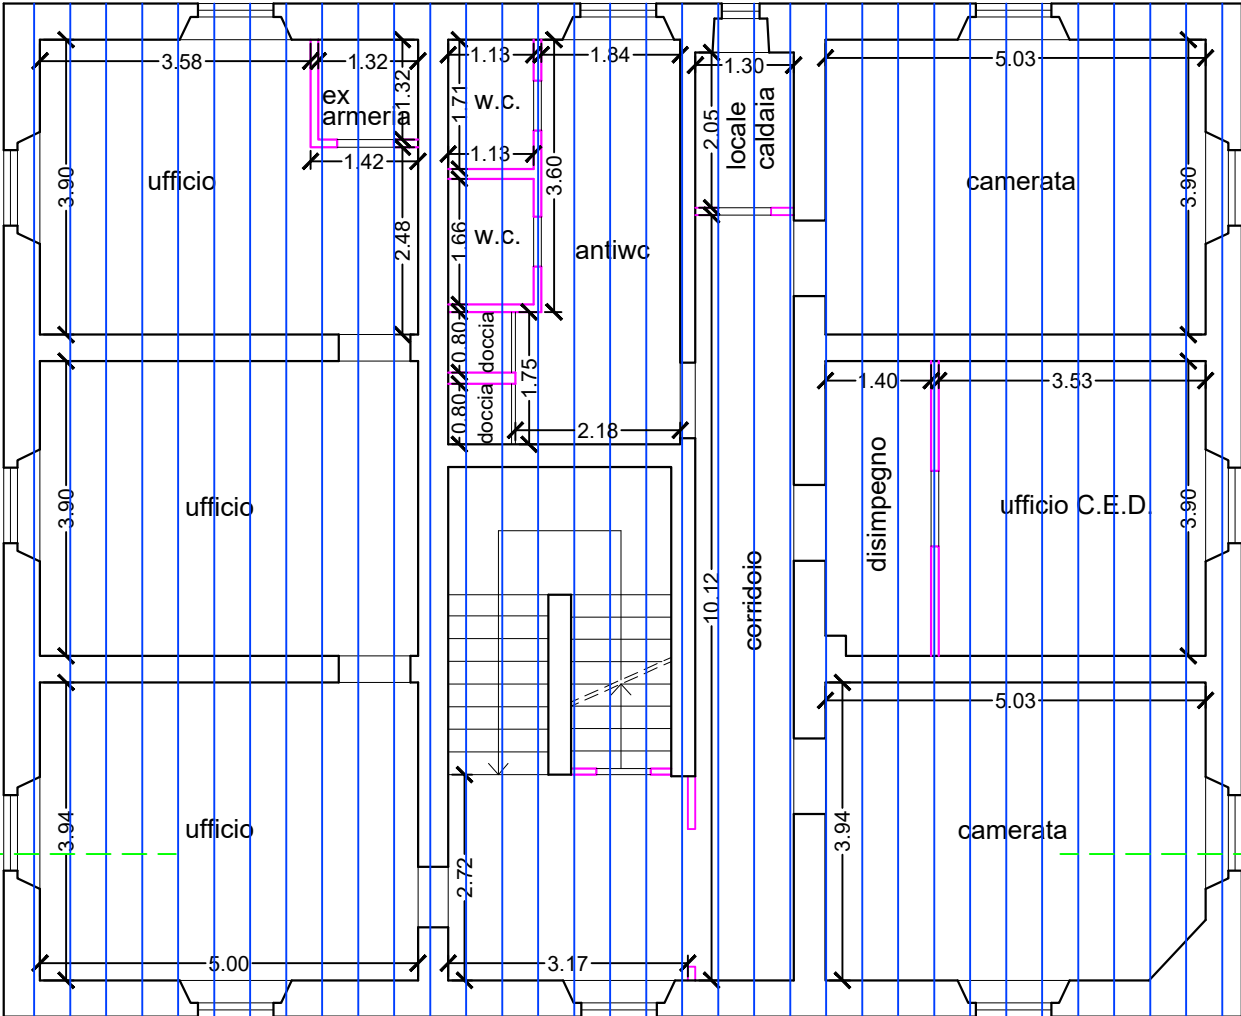 3.58
1.32
1.13
1.84
1.30
5.03
ex
armeria
1.32
w.c.
1.71
2.05
locale
caldaia
1.42
1.13
3.60
ufficio
camerata
3.90
3.90
2.48
w.c.
1.66
antiwc
0.80
doccia
1.75
1.40
3.53
0.80
doccia
2.18
ufficio
3.90
disimpegno
ufficio C.E.D.
3.90
10.12
corridoio
5.03
ufficio
3.94
2.72
3.94
camerata
5.00
3.17